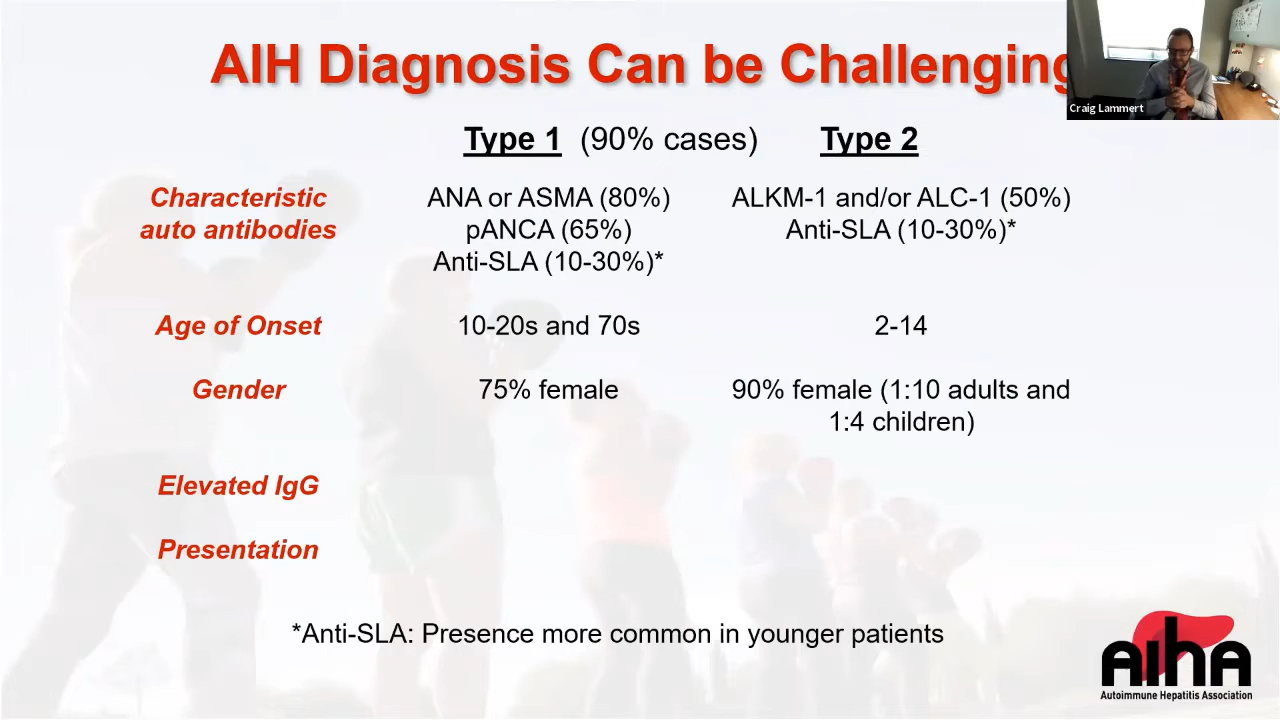 AIH Diagnosis Can be Challenging
Craig Lammert
Type 1 (90% cases) Type 2
Characteristic
auto antibodies
ANA or ASMA (80%)
pANCA (65%)
Anti-SLA (10-30%)*
ALKM-1 and/or ALC-1 (50%)
Anti-SLA (10-30%)*
Age of Onset
10-20s and 70s
2-14
Gender
75% female
90% female (1:10 adults and
1:4 children)
Elevated IgG
Presentation
*Anti-SLA: Presence more common in younger patients
AIHA
Autoimmune Hepatitis Association